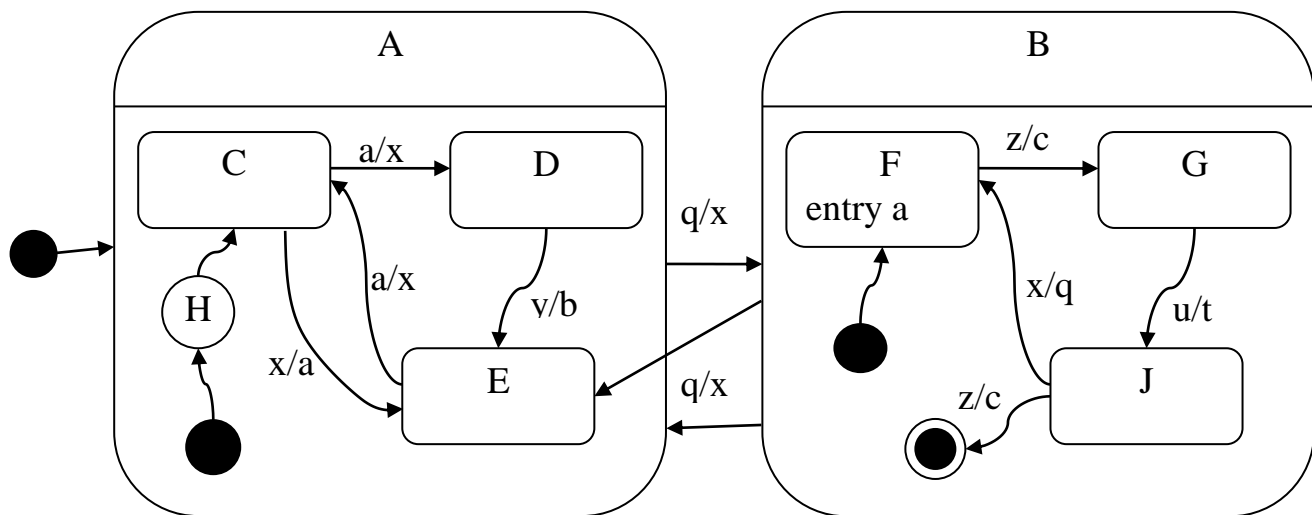 A
B
C
a/x
D
F
entry a
z/c
G
q/x
H
a/x
v/b
x/q
u/t
x/a
E
q/x
J
z/c